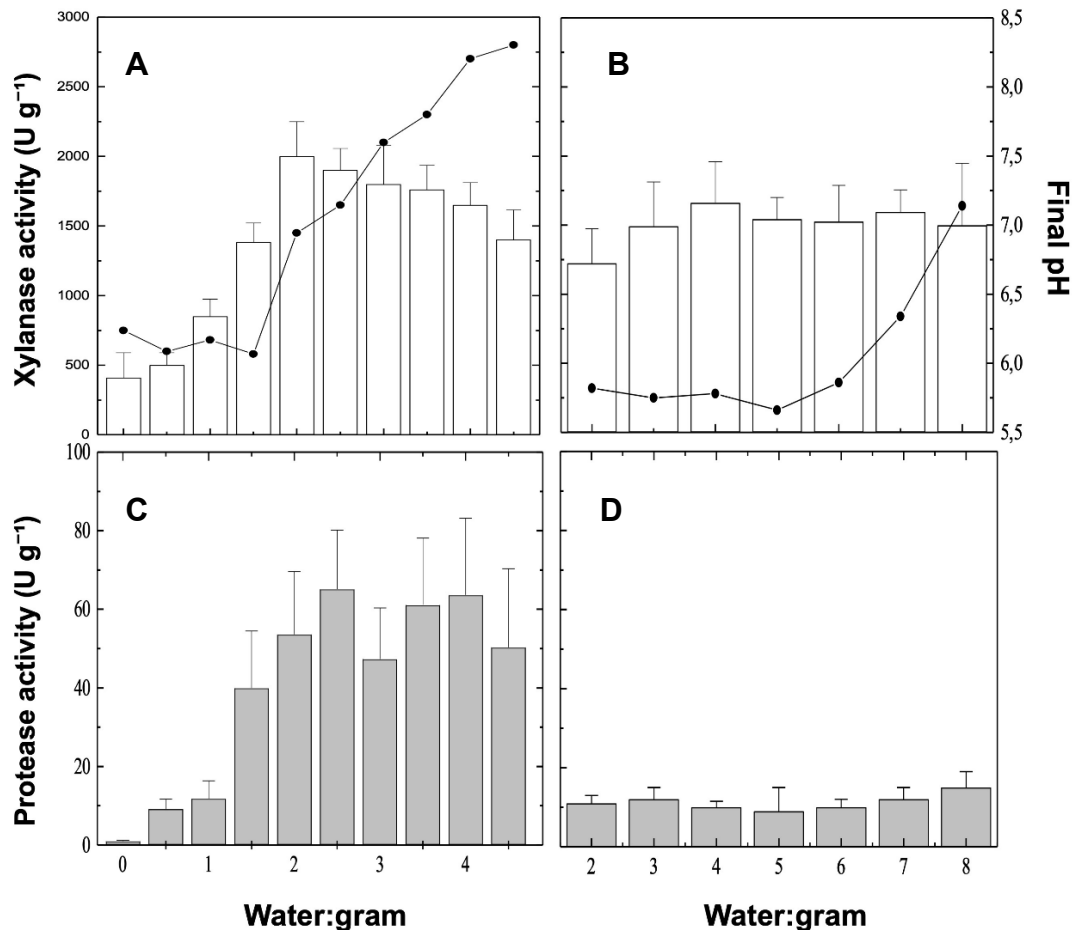 Xylanase activity (U g⁻¹)
3000
2500
2000
1500
1000
500
0
A
B
8,5
8,0
7,5
7,0
6,5
6,0
5,5
Final pH
Protease activity (U g⁻¹)
100
80
60
40
20
0
C
D
0 1 2 3 4
2 3 4 5 6 7 8
Water:gram
Water:gram